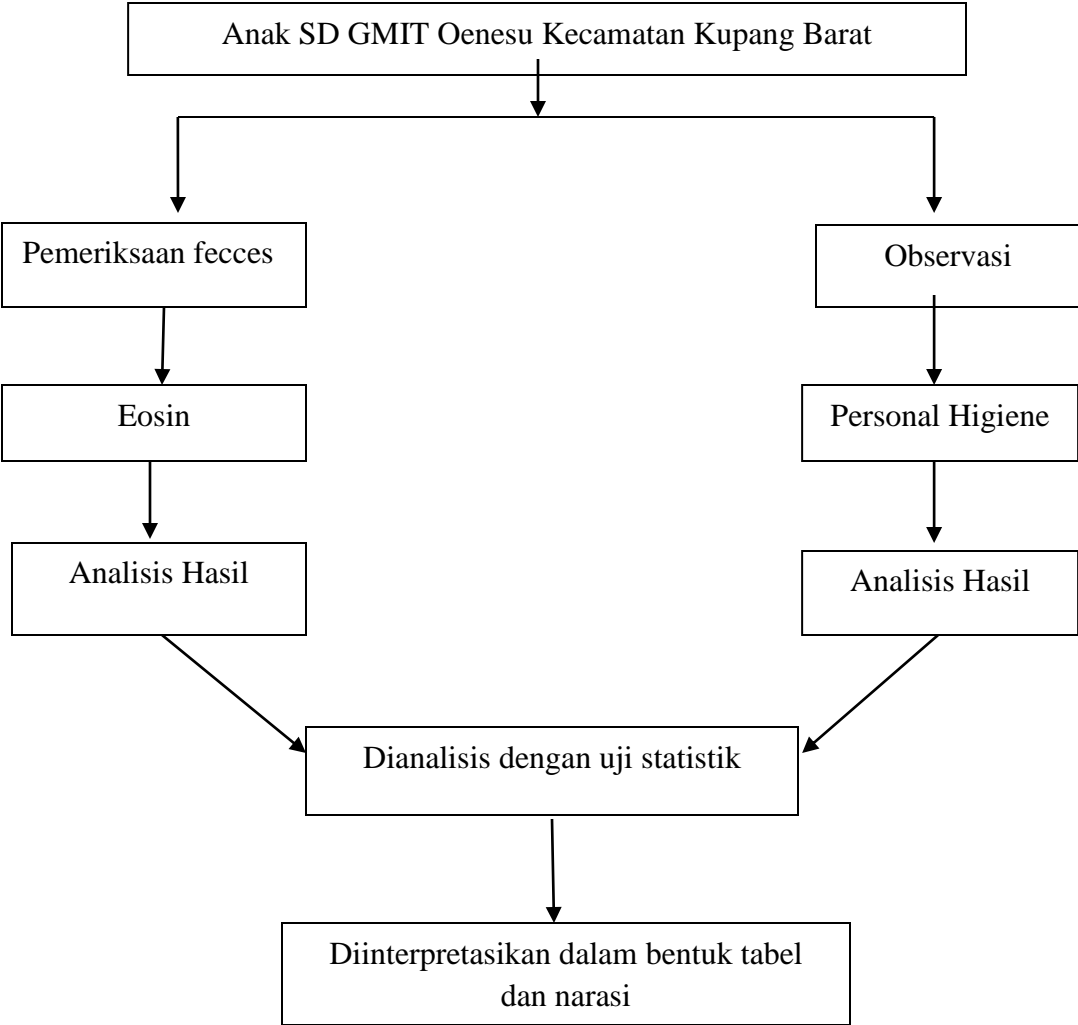 Anak SD GMIT Oenesu Kecamatan Kupang Barat
Pemeriksaan fecces
Observasi
Eosin
Personal Higiene
Analisis Hasil
Analisis Hasil
Dianalisis dengan uji statistik
Diinterpretasikan dalam bentuk tabel
dan narasi